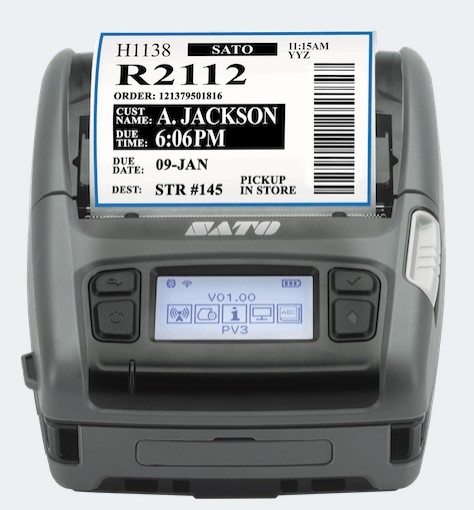 H1138 SATO 11:15AM
YYZ
R2112
ORDER: 121379501816
CUST NAME: A. JACKSON
DUE TIME: 6:06PM
DUE DATE: 09-JAN
DEST: STR #145 PICKUP IN STORE
SATO
V01.00
ABC
PV3